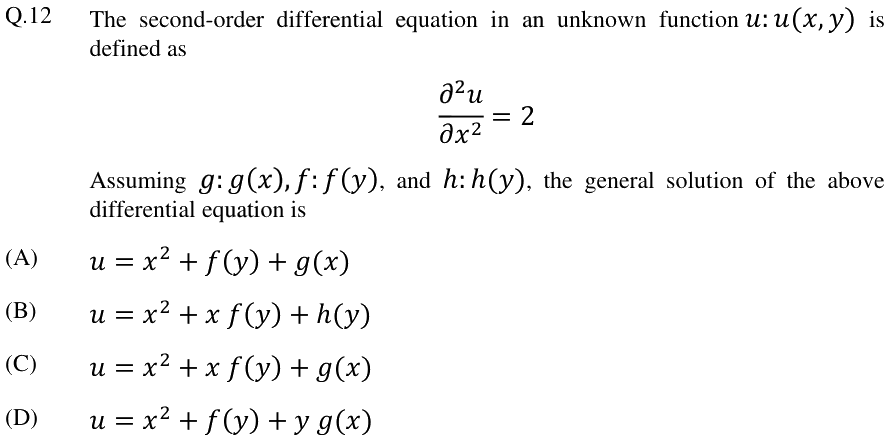 Q.12 The second-order differential equation in an unknown function u: u(x, y) is
defined as
∂²u
∂x² = 2
Assuming g: g(x), f: f(y), and h: h(y), the general solution of the above
differential equation is
(A) u = x² + f(y) + g(x)
(B) u = x² + x f(y) + h(y)
(C) u = x² + x f(y) + g(x)
(D) u = x² + f(y) + y g(x)